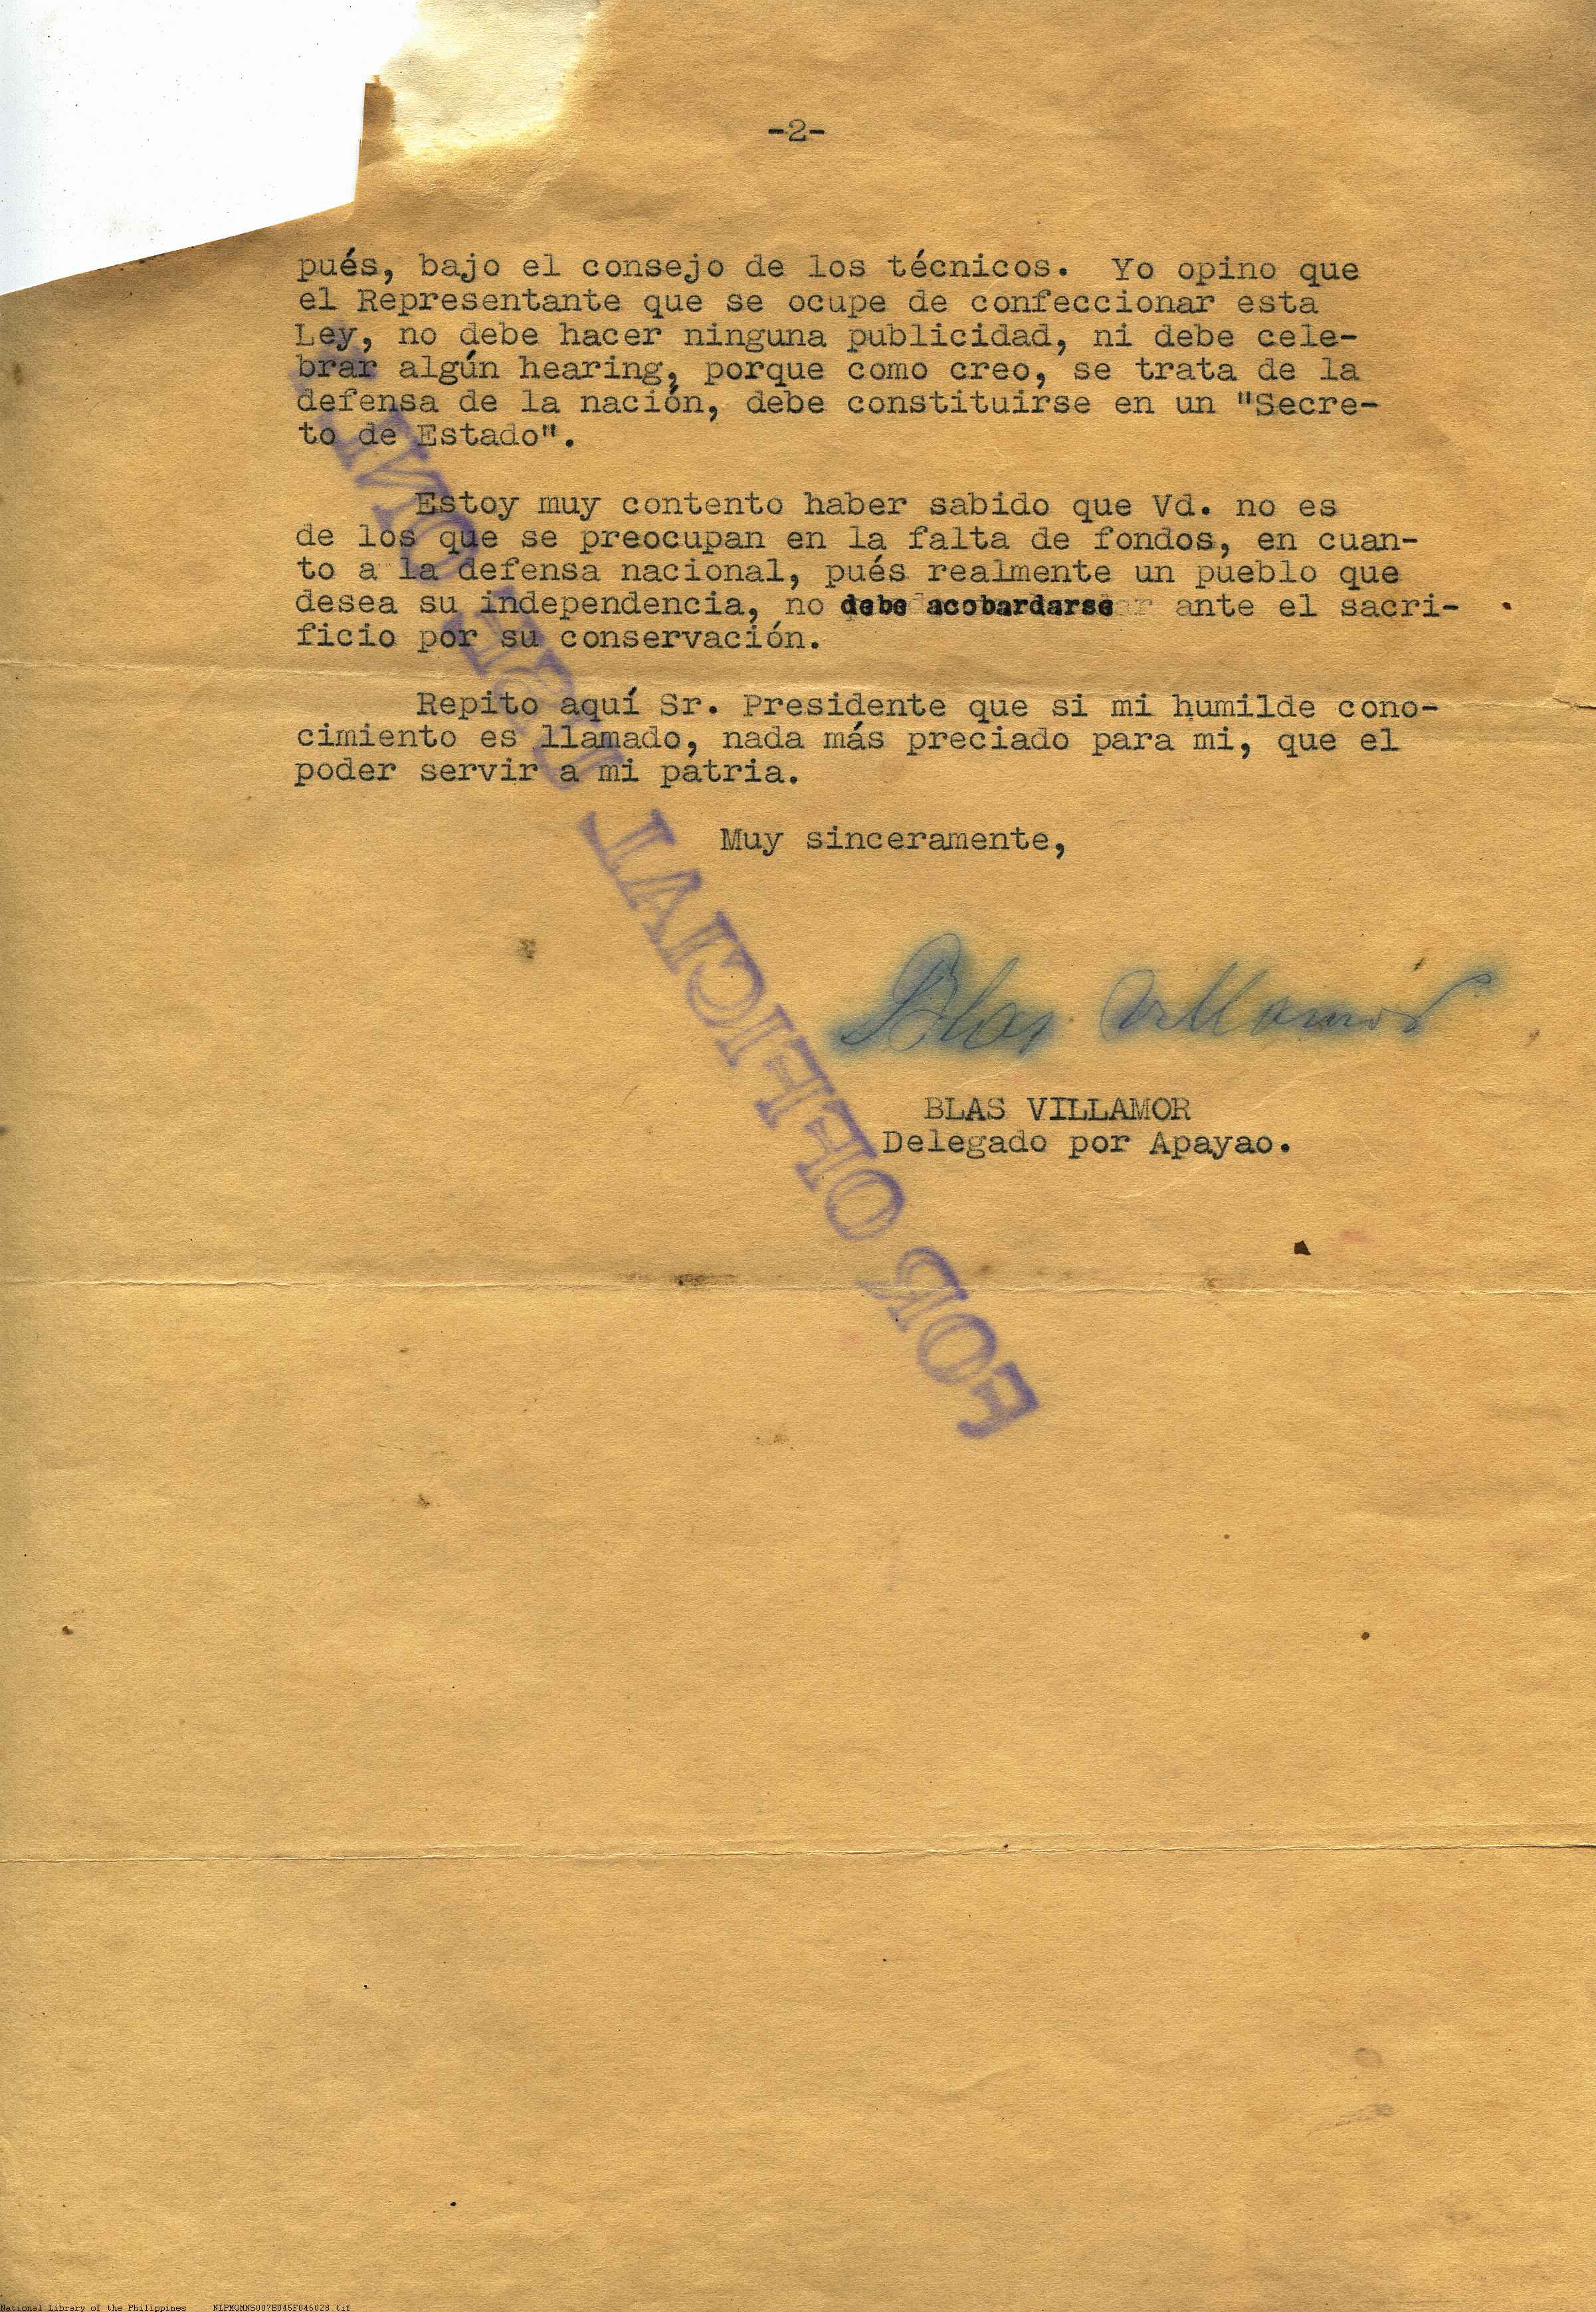 -2-
pués, bajo el consejo de los técnicos. Yo opino que
el Representante que se ocupe de confeccionar esta
Ley, no debe hacer ninguna publicidad, ni debe cele-
brar algún hearing, porque como creo, se trata de la
defensa de la nación, debe constituirse en un "Secre-
to de Estado".
Estoy muy contento haber sabido que Vd. no es
de los que se preocupan en la falta de fondos, en cuan-
to a la defensa nacional, pués realmente un pueblo que
desea su independencia, no debe acobardarse ante el sacri-
ficio por su conservación.
Repito aquí Sr. Presidente que si mi humilde cono-
cimiento es llamado, nada más preciado para mi, que el
poder servir a mi patria.
Muy sinceramente,
Blas Villamor
BLAS VILLAMOR
Delegado por Apayao.
FOR OFFICIAL USE ONLY
National Library of the Philippines NLPMQMNS007B045F046028.tif